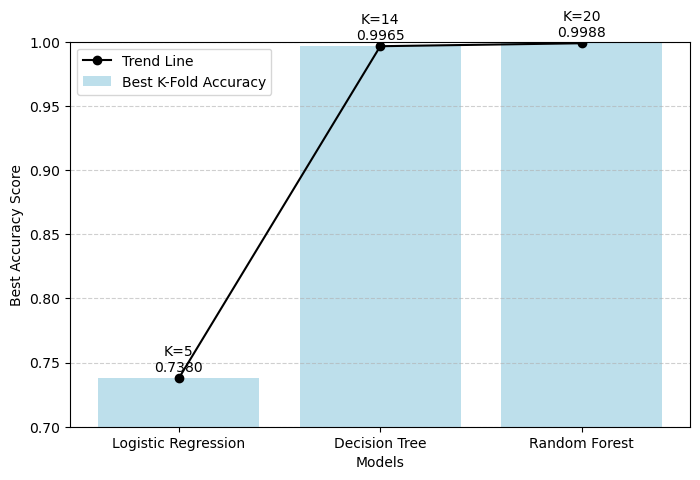 K=14
0.9965
K=20
0.9988
Trend Line
Best K-Fold Accuracy
K=5
0.7380
1.00
0.95
0.90
0.85
0.80
0.75
0.70
Best Accuracy Score
Logistic Regression
Decision Tree
Random Forest
Models